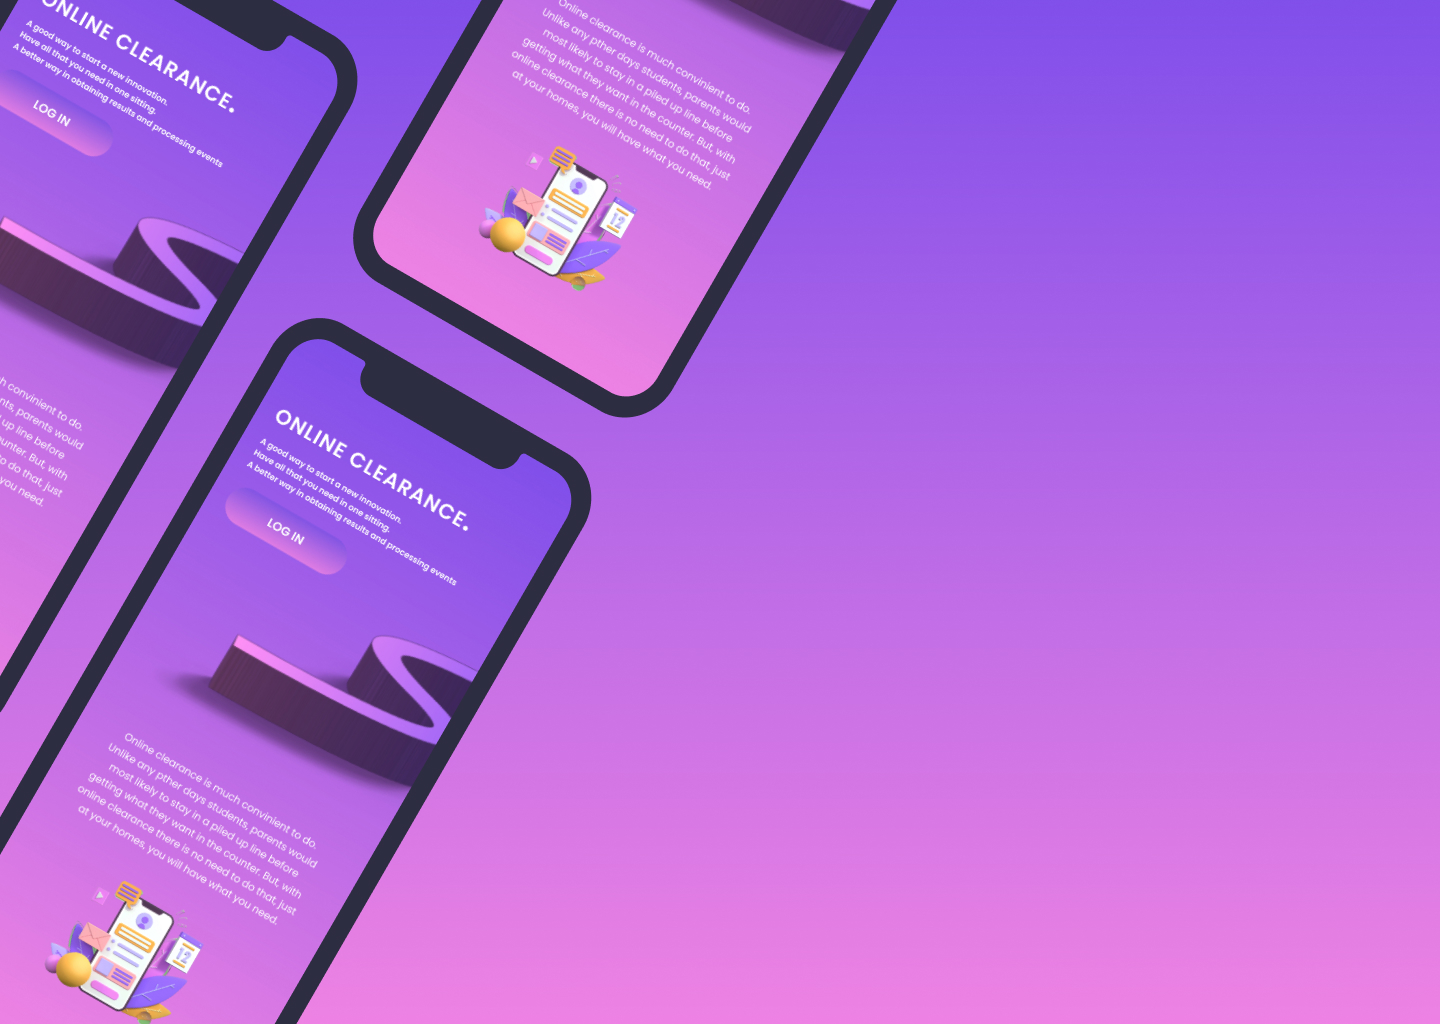 ONLINE CLEARANCE.
A good way to start a new innovation.
Have all that you need in one sitting.
A better way in obtaining results and processing events
LOG IN
h convinient to do.
nts, parents would
up line before
unter. But, with
to do that, just
you need.
Online clearance is much convinient to do.
Unlike any pther days students, parents would
most likely to stay in a piled up line before
getting what they want in the counter. But, with
online clearance there is no need to do that, just
at your homes, you will have what you need.
12
ONLINE CLEARANCE.
A good way to start a new innovation.
Have all that you need in one sitting.
A better way in obtaining results and processing events
LOG IN
Online clearance is much convinient to do.
Unlike any pther days students, parents would
most likely to stay in a piled up line before
getting what they want in the counter. But, with
online clearance there is no need to do that, just
at your homes, you will have what you need.
12